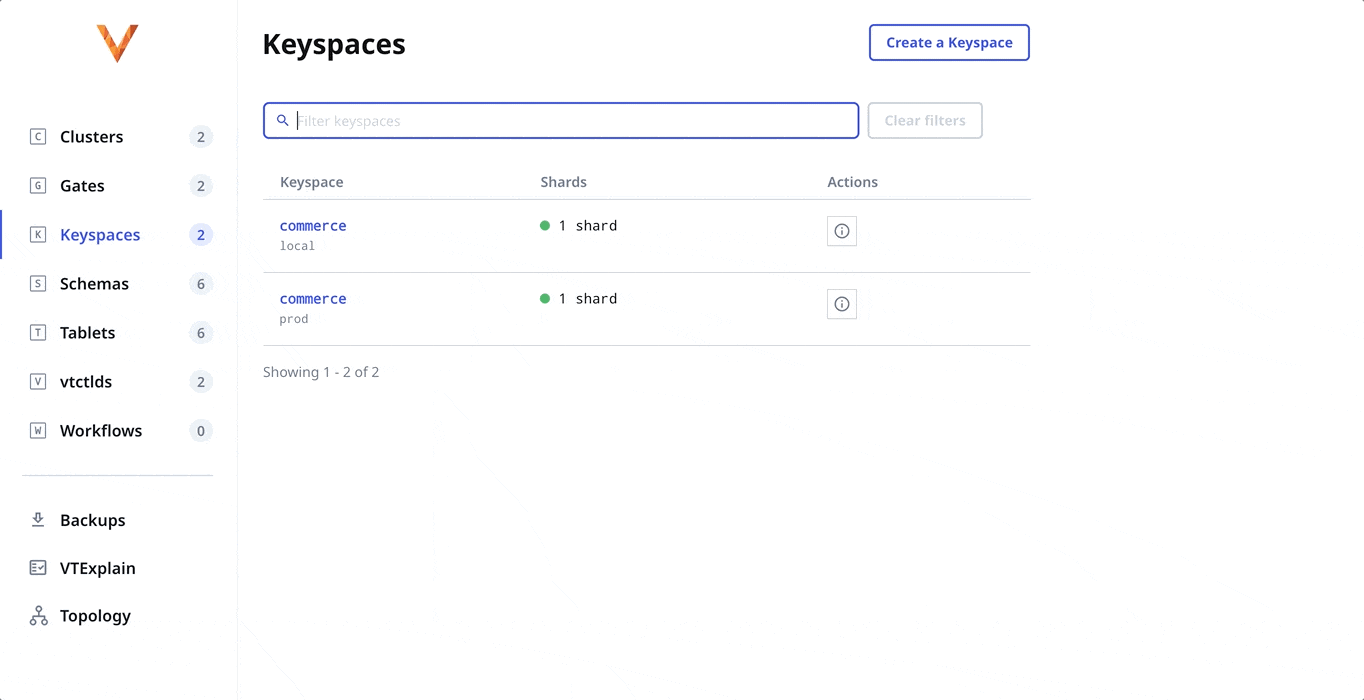 Keyspaces
Create a Keyspace
C Clusters 2
G Gates 2
K Keyspaces 2
S Schemas 6
T Tablets 6
V vtctlds 2
W Workflows 0
Backups
VTExplain
Topology
Filter keyspaces
Clear filters
Keyspace Shards Actions
commerce 1 shard
local
commerce 1 shard
prod
Showing 1 - 2 of 2